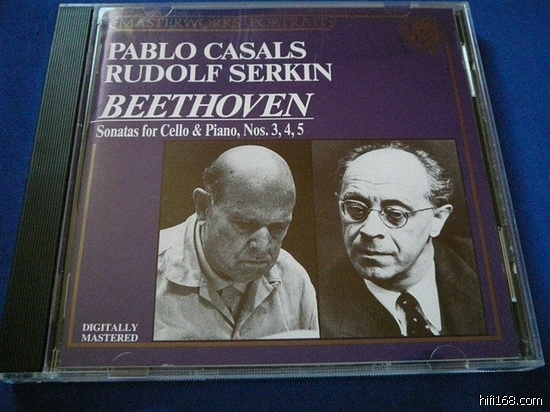 MASTERWORKS PORTRAIT
PABLO CASALS
RUDOLF SERKIN
BEETHOVEN
Sonatas for Cello & Piano, Nos. 3, 4, 5
DIGITALLY
MASTERED
hifi168.com